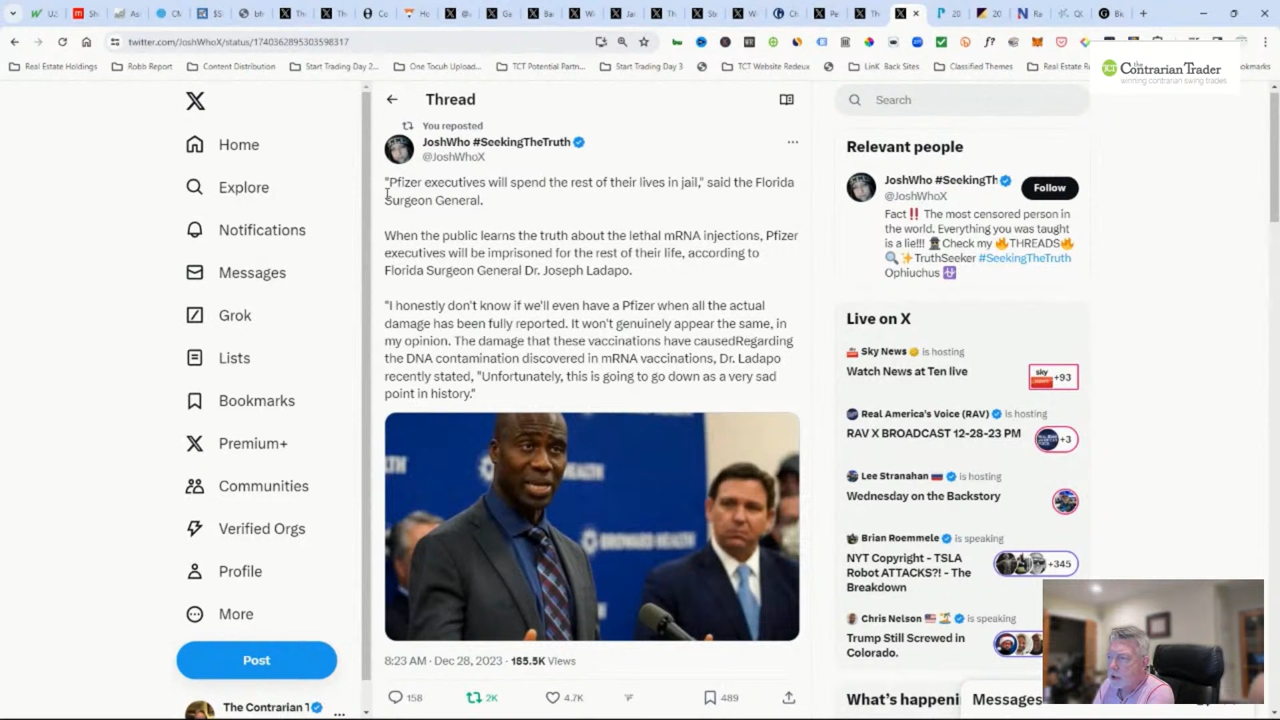 twitter.com/JoshWhoX/status/1740362895303598317
Real Estate Holdings
Robb Report
Content Distribution
Start Trading Day 2...
One Tocuh Upload...
TCT Potential Partn...
Start Trading Day 3
TCT Website Redeux
LinK Back Sites
Classified Themes
TCT
the
Contrarian Trader
winning contrarian swing trades
Home
Explore
Notifications
Messages
Grok
Lists
Bookmarks
Premium+
Communities
Verified Orgs
Profile
More
Post
The Contrarian
Thread
You reposted
JoshWho #SeekingTheTruth
@JoshWhoX
"Pfizer executives will spend the rest of their lives in jail," said the Florida
Surgeon General.
When the public learns the truth about the lethal mRNA injections, Pfizer
executives will be imprisoned for the rest of their life, according to
Florida Surgeon General Dr. Joseph Ladapo.
"I honestly don't know if we'll even have a Pfizer when all the actual
damage has been fully reported. It won't genuinely appear the same, in
my opinion. The damage that these vaccinations have causedRegarding
the DNA contamination discovered in mRNA vaccinations, Dr. Ladapo
recently stated, "Unfortunately, this is going to go down as a very sad
point in history."
BROWARD HEALTH
8:23 AM · Dec 28, 2023 · 185.5K Views
158
2K
4.7K
489
Search
Relevant people
JoshWho #SeekingTh
@JoshWhoX
Follow
Fact‼️ The most censored person in
the world. Everything you was taught
is a lie!!! Check my 🔥THREADS🔥
🔍✨TruthSeeker #SeekingTheTruth
Ophiuchus ⛎
Live on X
Sky News is hosting
Watch News at Ten live
sky
+93
Real America's Voice (RAV) is hosting
RAV X BROADCAST 12-28-23 PM
+3
Lee Stranahan is hosting
Wednesday on the Backstory
Brian Roemmele is speaking
NYT Copyright - TSLA
Robot ATTACKS?! - The
Breakdown
+345
Chris Nelson is speaking
Trump Still Screwed in
Colorado.
What's happeni
Messages